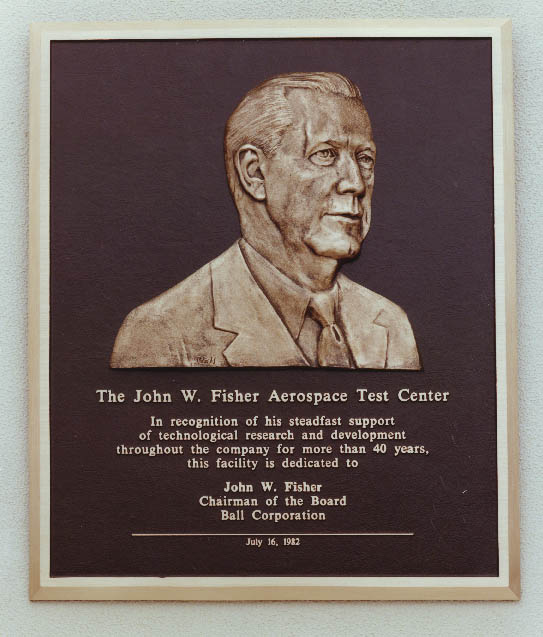 The John W. Fisher Aerospace Test Center
In recognition of his steadfast support
of technological research and development
throughout the company for more than 40 years,
this facility is dedicated to
John W. Fisher
Chairman of the Board
Ball Corporation
July 16, 1982